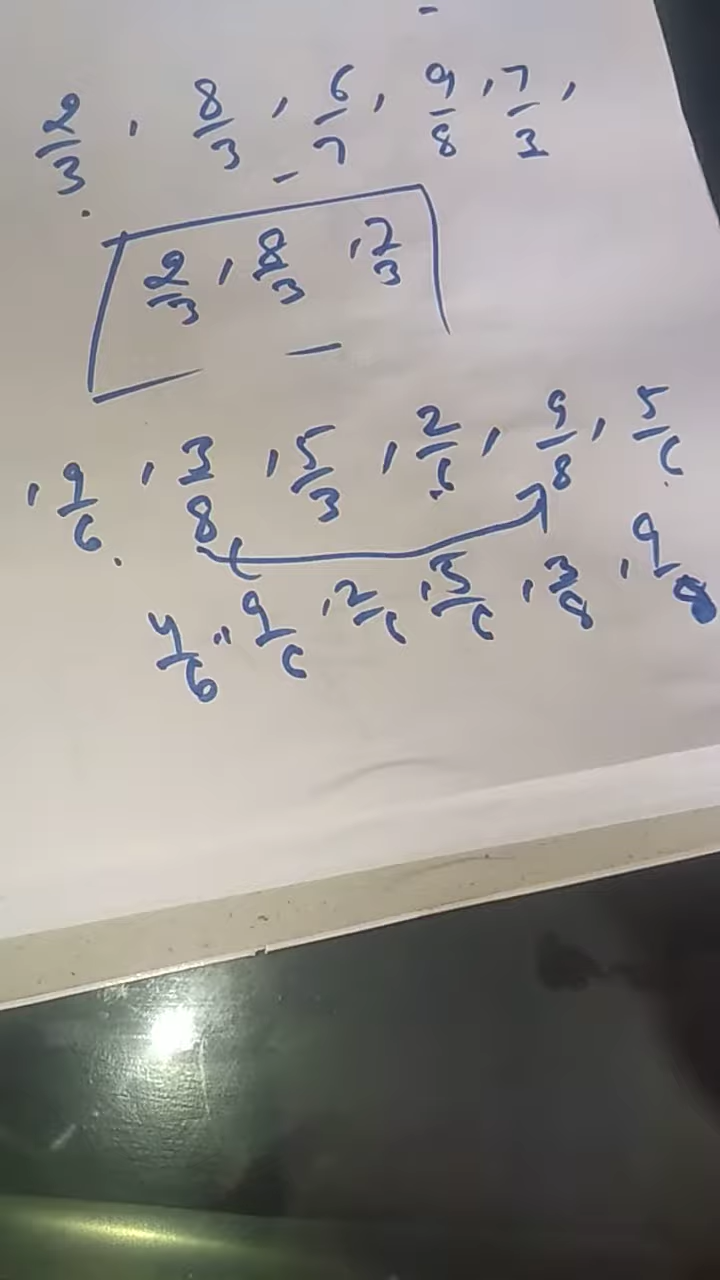 2/3 , 8/3 , 6/7 , 9/8 , 7/3 ,
2/3 , 8/3 , 7/3
, 9/6 , 3/8 , 5/3 , 2/6 , 9/8 , 5/6
4/6 , 9/6 , 2/6 , 5/6 , 3/8 , 9/8